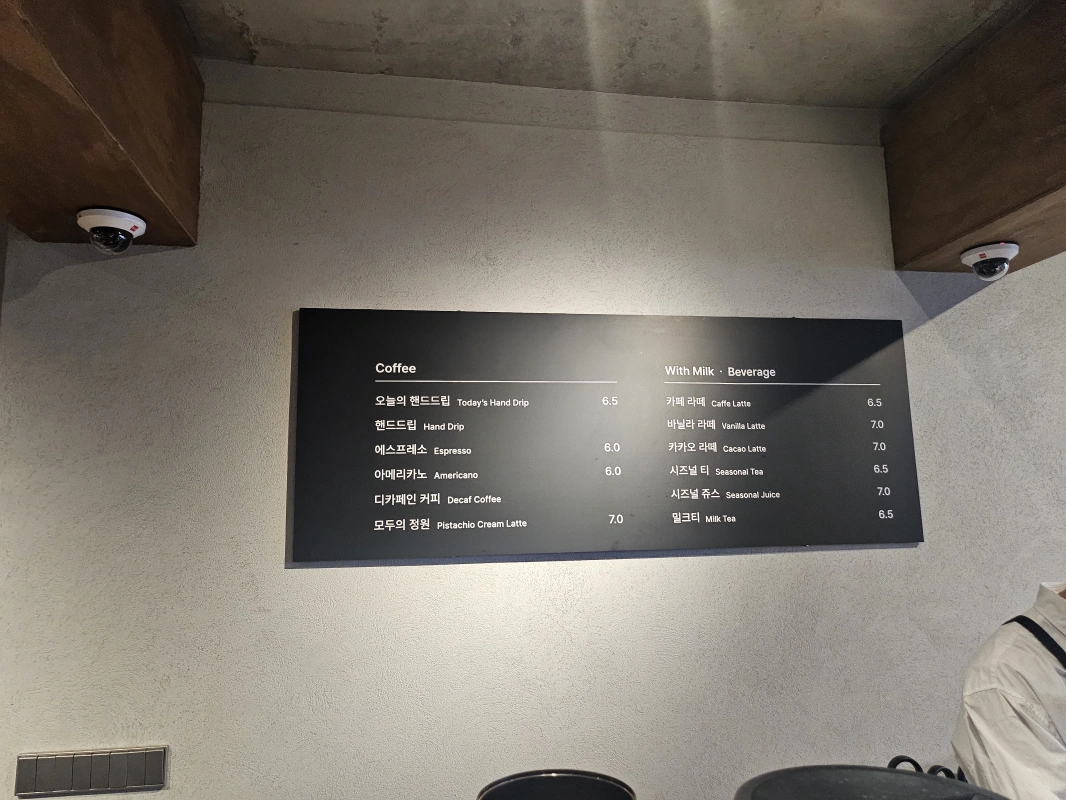 Coffee
오늘의 핸드드립 Today's Hand Drip 6.5
핸드드립 Hand Drip
에스프레소 Espresso 6.0
아메리카노 Americano 6.0
디카페인 커피 Decaf Coffee
모두의 정원 Pistachio Cream Latte 7.0
With Milk · Beverage
카페 라떼 Caffe Latte 6.5
바닐라 라떼 Vanilla Latte 7.0
카카오 라떼 Cacao Latte 7.0
시즈널 티 Seasonal Tea 6.5
시즈널 쥬스 Seasonal Juice 7.0
밀크티 Milk Tea 6.5